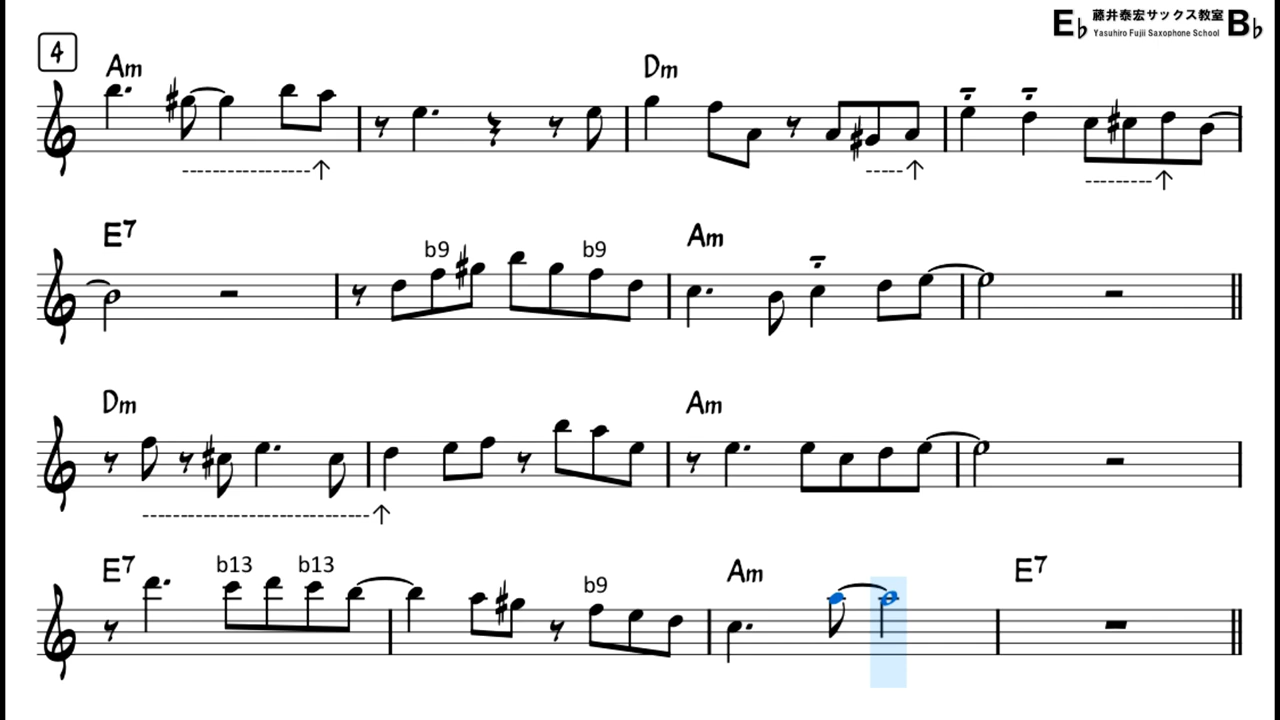 E♭ 藤井泰宏サックス教室 B♭
Yasuhiro Fujii Saxophone School
4
Am Dm
E7 b9 b9 Am
Dm Am
E7 b13 b13 b9 Am E7